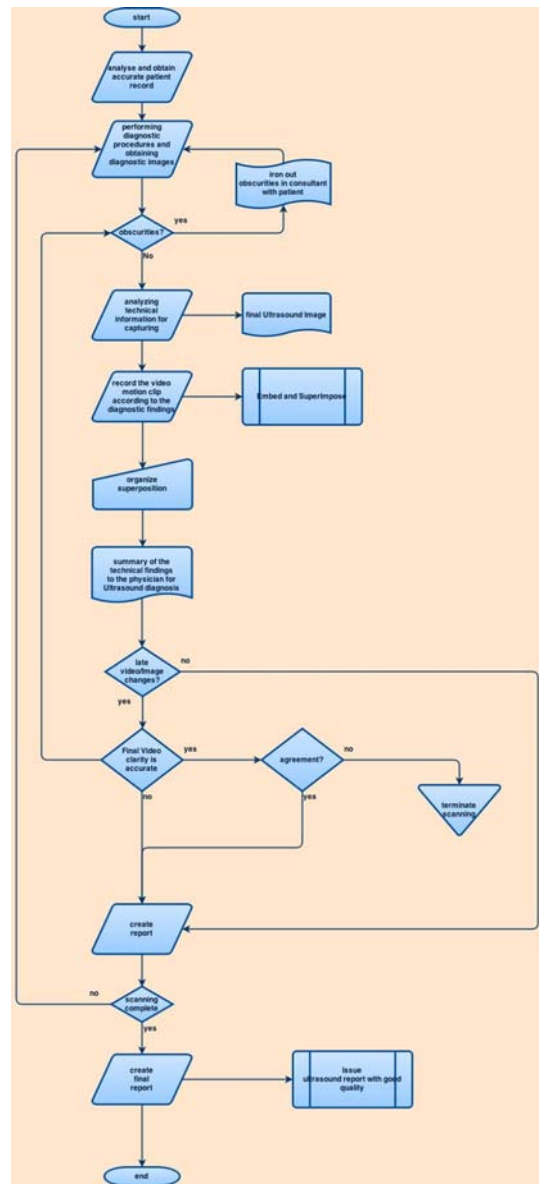 start
analyse and obtain
accurate patient
record
performing
diagnostic
procedures and
obtaining
diagnostic images
iron out
obscurities in consultant
with patient
yes
obscurities?
No
analyzing
technical
information for
capturing
final Ultrasound Image
record the video
motion clip
according to the
diagnostic findings
Embed and SuperImpose
organize
superposition
summary of the
technical findings
to the physician for
Ultrasound diagnosis
late
video/Image
changes?
no
yes
Final Video
clarity is
accurate
yes
agreement?
no
no
yes
terminate
scanning
create
report
no
scanning
complete
yes
create
final
report
Issue
ultrasound report with good
quality
end